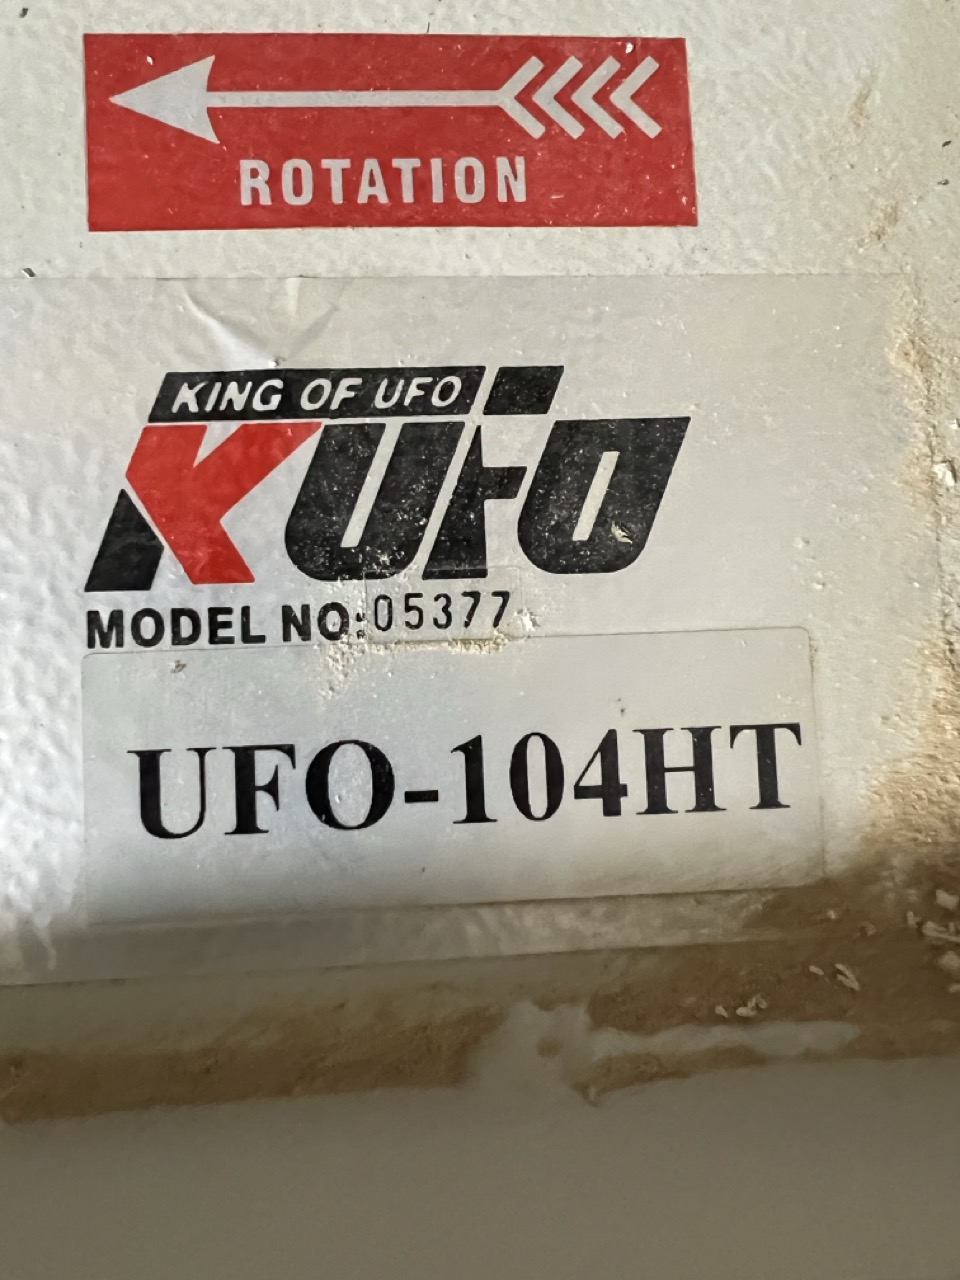 ROTATION
KING OF UFO
KUFO
MODEL NO:05377
UFO-104HT